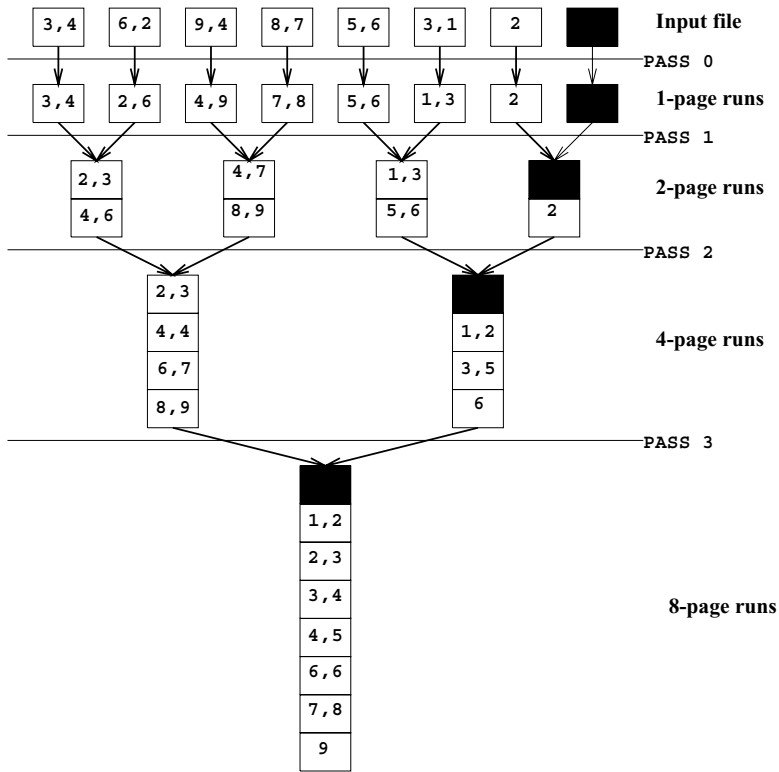 3,4 6,2 9,4 8,7 5,6 3,1 2 Input file
PASS 0
3,4 2,6 4,9 7,8 5,6 1,3 2 1-page runs
PASS 1
2,3 4,7 1,3 2-page runs
4,6 8,9 5,6 2
PASS 2
2,3
4,4 1,2 4-page runs
6,7 3,5
8,9 6
PASS 3
1,2
2,3
3,4
4,5 8-page runs
6,6
7,8
9